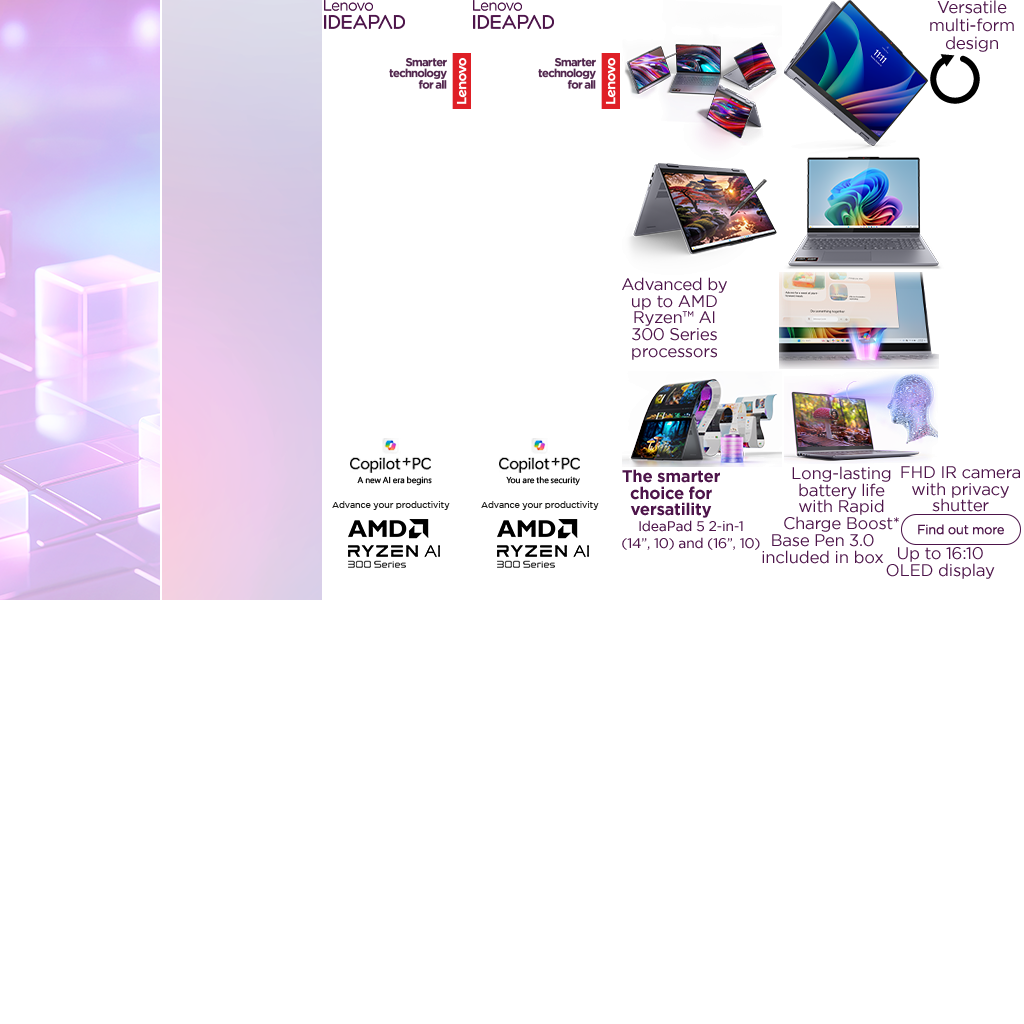 Lenovo
IDEAPAD
Smarter
technology
for all
Lenovo
Copilot+PC
A new AI era begins
Advance your productivity
AMD
RYZEN AI
300 Series
Lenovo
IDEAPAD
Smarter
technology
for all
Lenovo
Copilot+PC
You are the security
Advance your productivity
AMD
RYZEN AI
300 Series
11:11
Versatile
multi-form
design
Advanced by
up to AMD
Ryzen™ AI
300 Series
processors
The smarter
choice for
versatility
IdeaPad 5 2-in-1
(14”, 10) and (16”, 10)
Long-lasting
battery life
with Rapid
Charge Boost*
FHD IR camera
with privacy
shutter
Find out more
Base Pen 3.0
included in box
Up to 16:10
OLED display